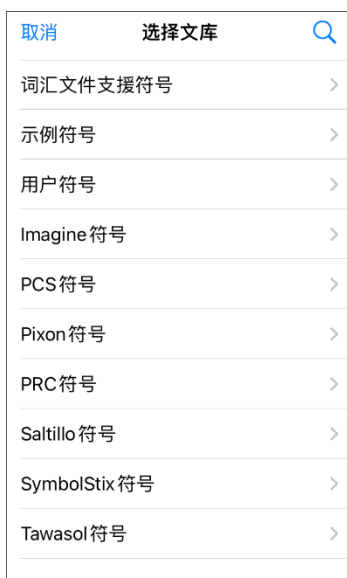 取消 选择文库
词汇文件支援符号
示例符号
用户符号
Imagine符号
PCS符号
Pixon符号
PRC符号
Saltillo符号
SymbolStix符号
Tawasol符号